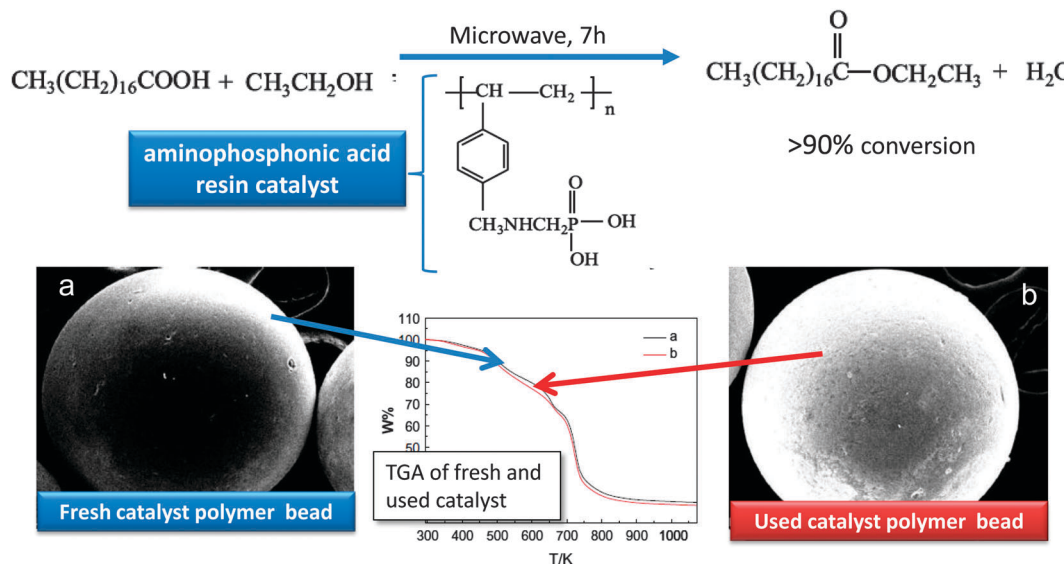 Microwave, 7h
CH₃(CH₂)₁₆COOH + CH₃CH₂OH
O
CH₃(CH₂)₁₆—C—OCH₂CH₃ + H₂O
>90% conversion
aminophosphonic acid
resin catalyst
CH—CH₂
n
O
CH₃NHCH₂P—OH
OH
a
Fresh catalyst polymer bead
b
Used catalyst polymer bead
110
100
90
80
70
60
50
W%
a
b
TGA of fresh and
used catalyst
300 400 500 600 700 800 900 1000
T/K